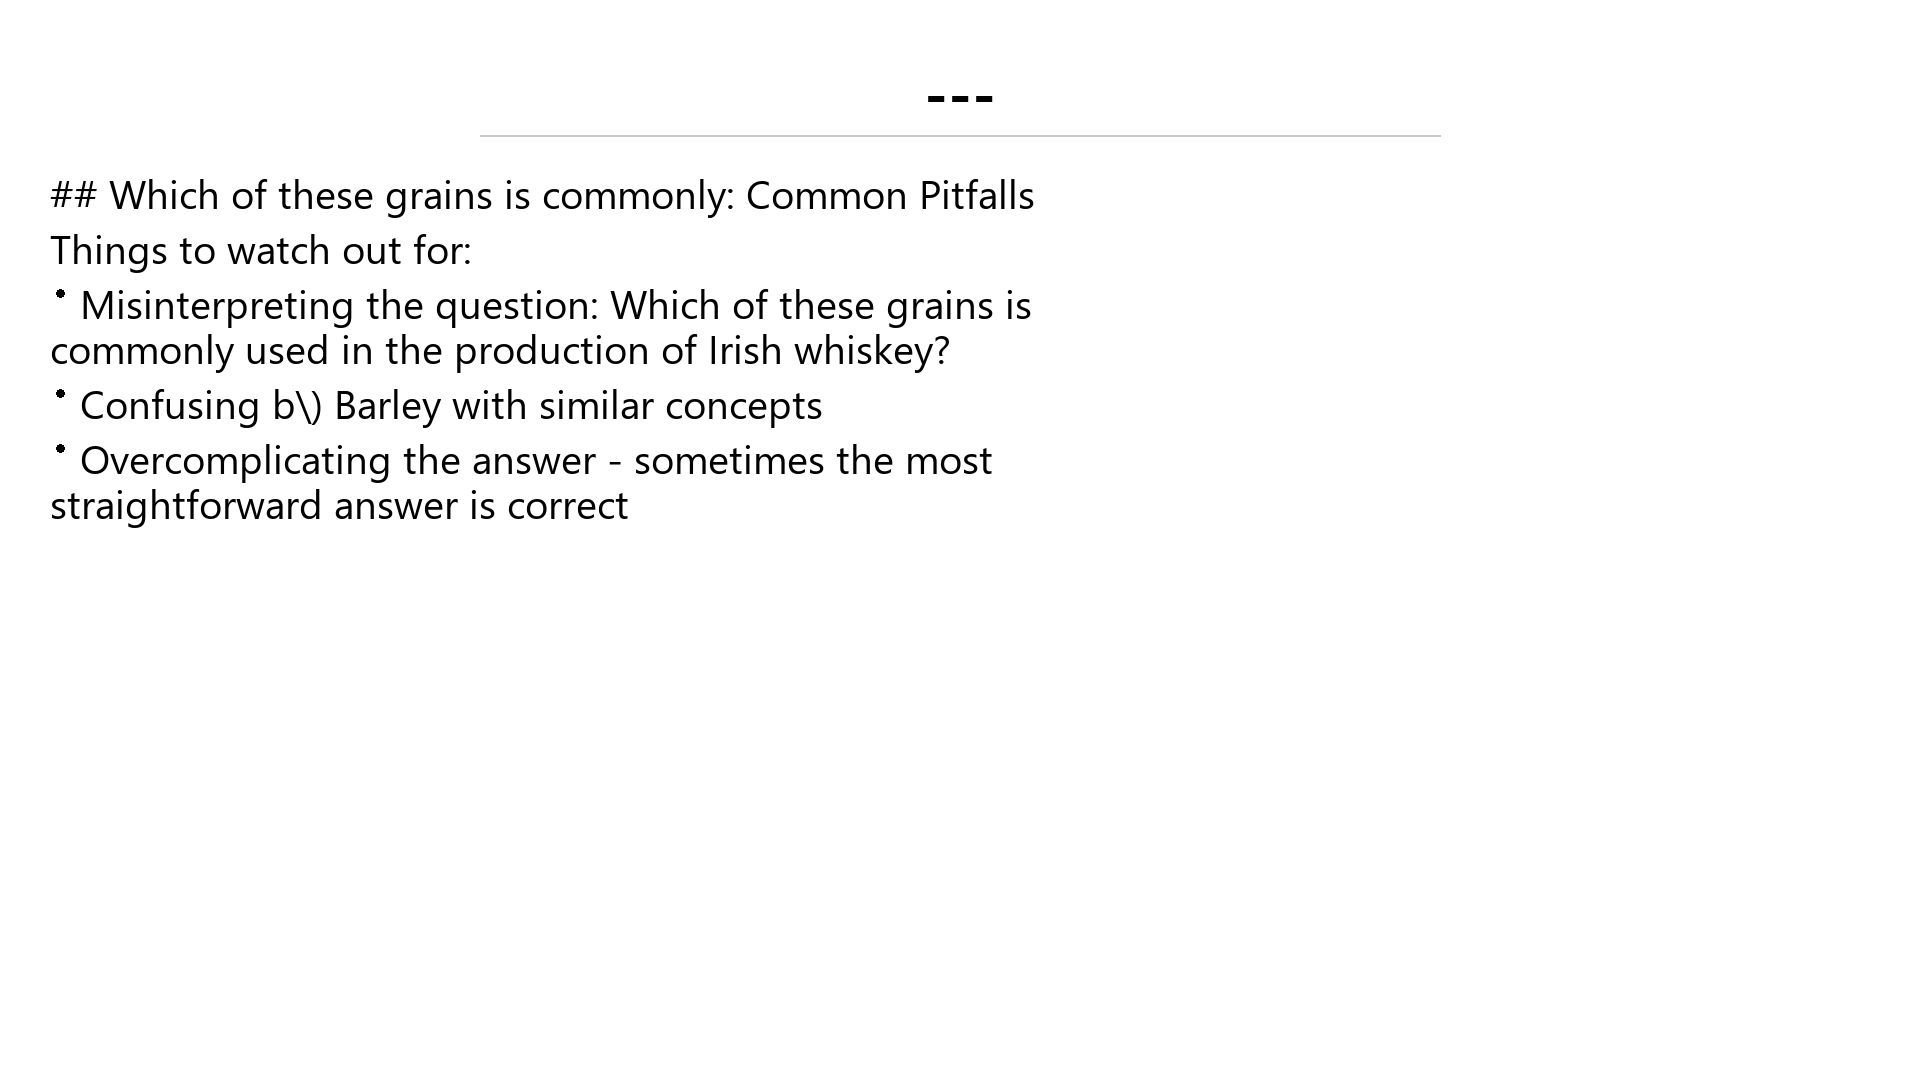 ---
## Which of these grains is commonly: Common Pitfalls
Things to watch out for:
• Misinterpreting the question: Which of these grains is
commonly used in the production of Irish whiskey?
• Confusing b\) Barley with similar concepts
• Overcomplicating the answer - sometimes the most
straightforward answer is correct